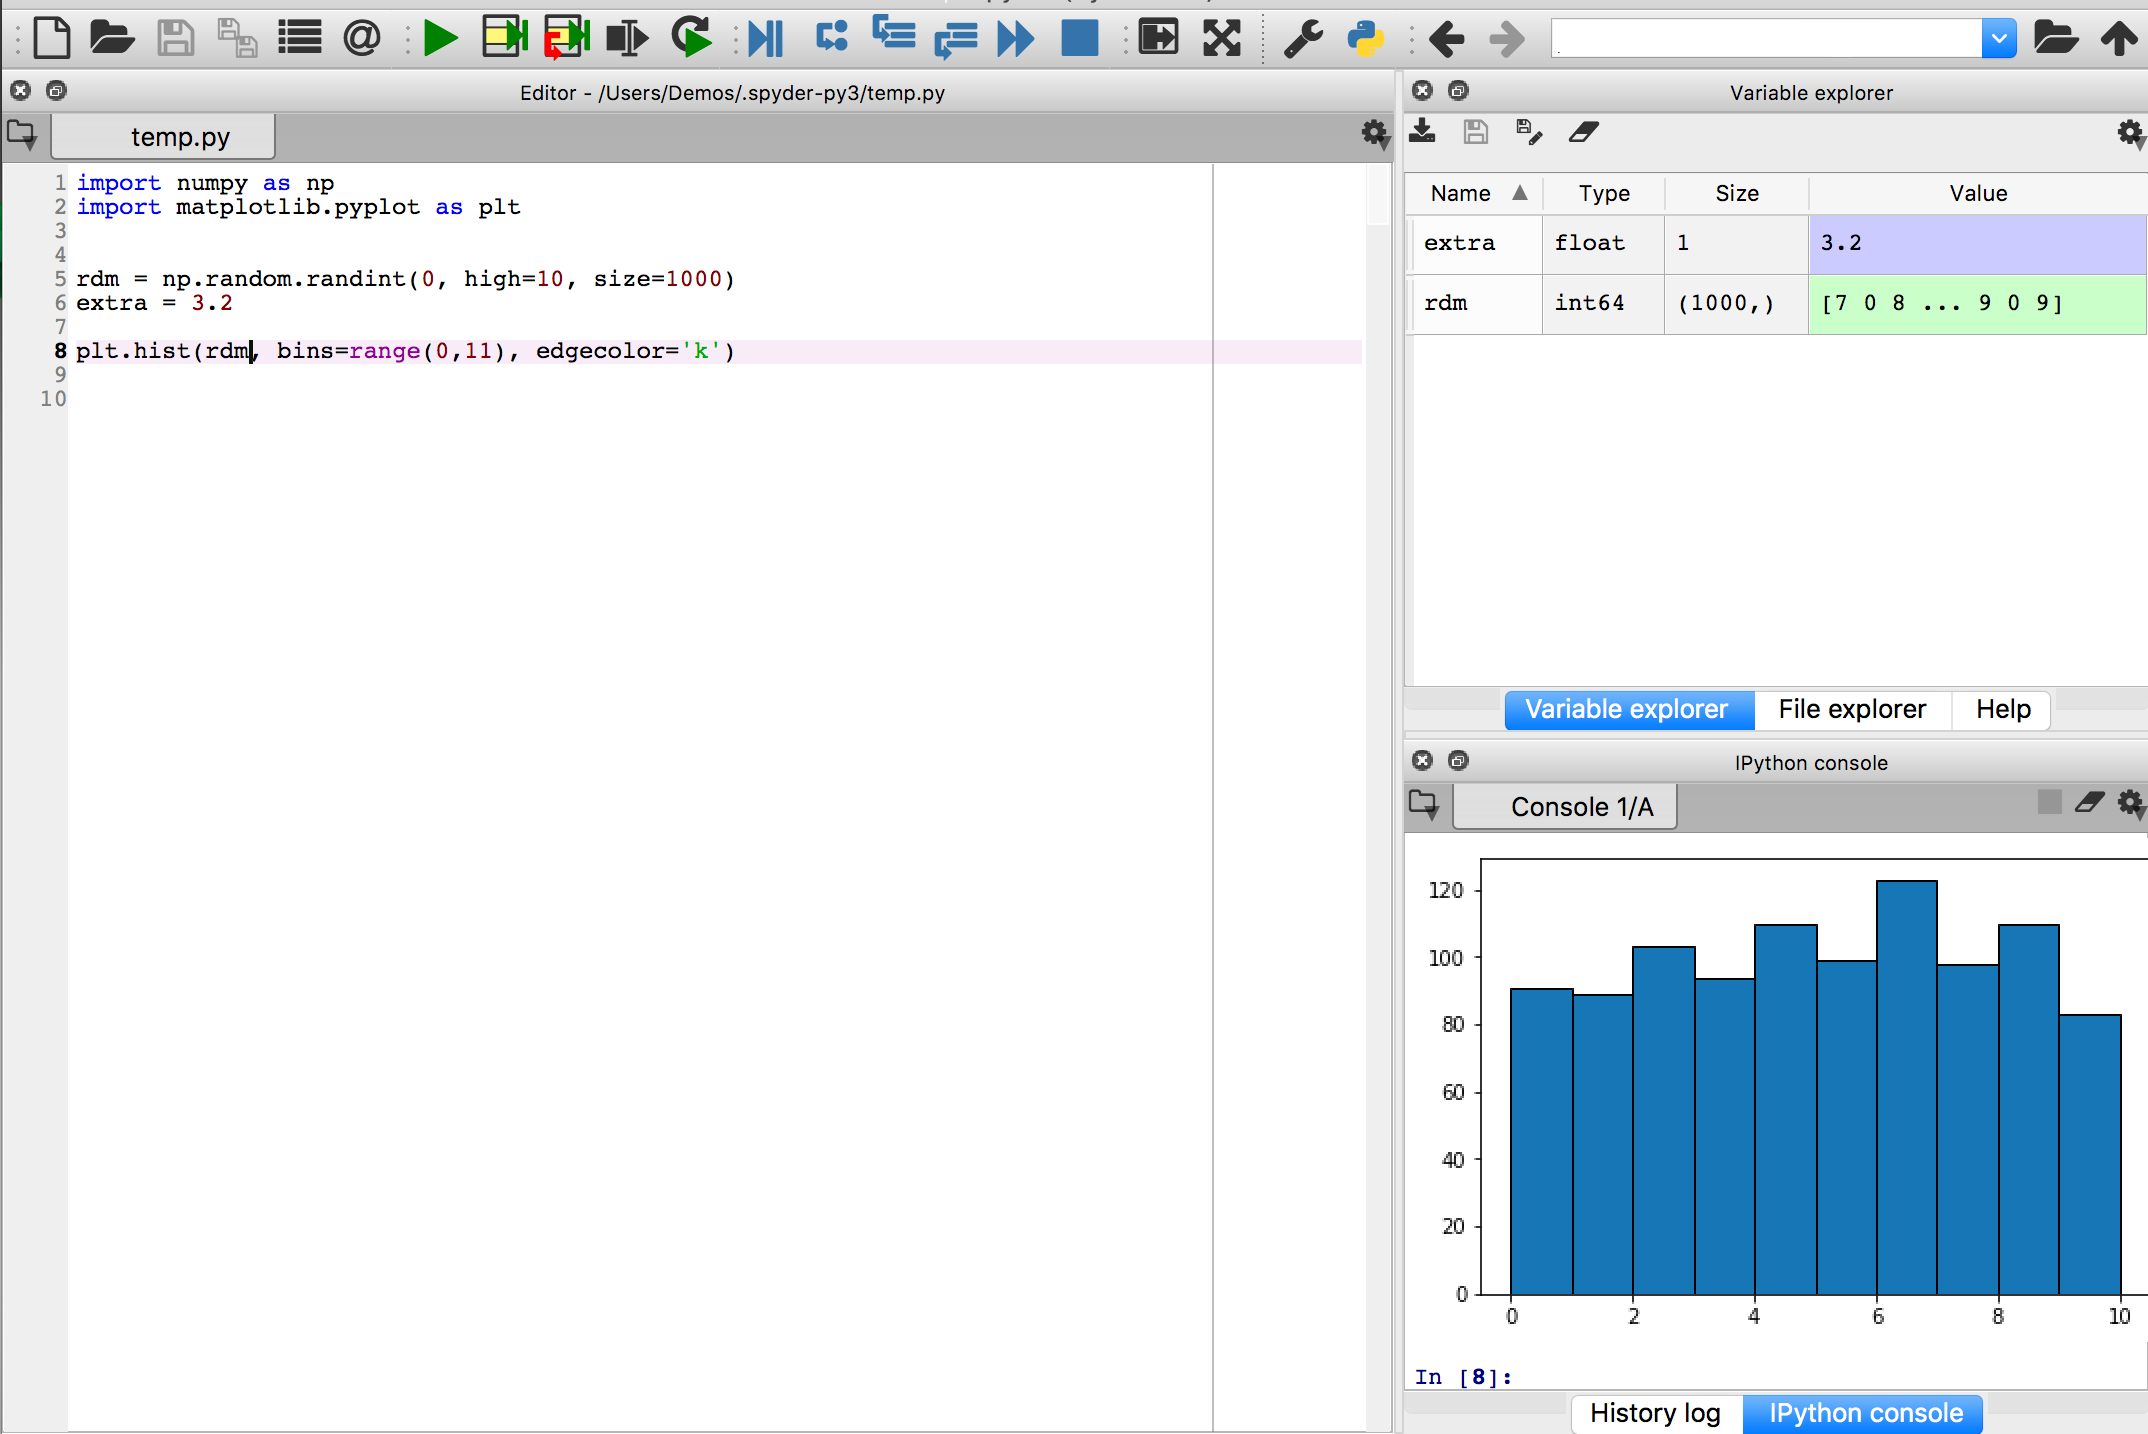 Editor - /Users/Demos/.spyder-py3/temp.py
temp.py
1 import numpy as np
2 import matplotlib.pyplot as plt
3
4
5 rdm = np.random.randint(0, high=10, size=1000)
6 extra = 3.2
7
8 plt.hist(rdm, bins=range(0,11), edgecolor='k')
9
10
Variable explorer
Name Type Size Value
extra float 1 3.2
rdm int64 (1000,) [7 0 8 ... 9 0 9]
Variable explorer File explorer Help
IPython console
Console 1/A
120
100
80
60
40
20
0
0 2 4 6 8 10
In [8]:
History log IPython console